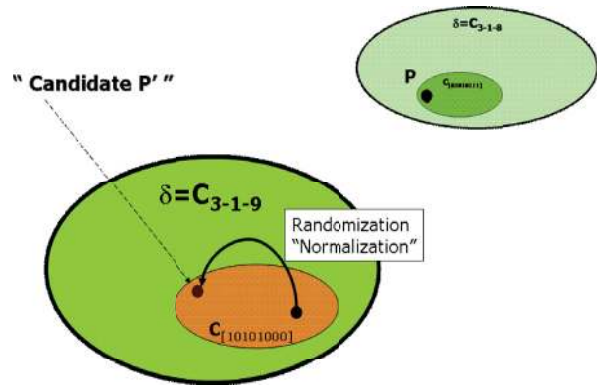 δ=C3-1-8
P
“ Candidate P’ ”
δ=C3-1-9
Randomization
“Normalization”
C[10101000]